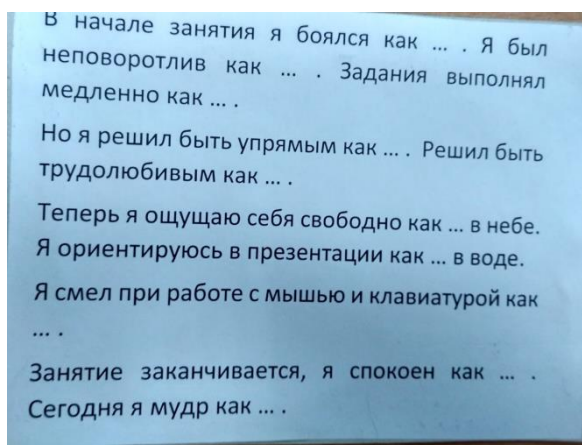 В начале занятия я боялся как ... . Я был
неповоротлив как ... . Задания выполнял
медленно как ... .
Но я решил быть упрямым как ... . Решил быть
трудолюбивым как ... .
Теперь я ощущаю себя свободно как ... в небе.
Я ориентируюсь в презентации как ... в воде.
Я смел при работе с мышью и клавиатурой как
... .
Занятие заканчивается, я спокоен как ... .
Сегодня я мудр как ... .